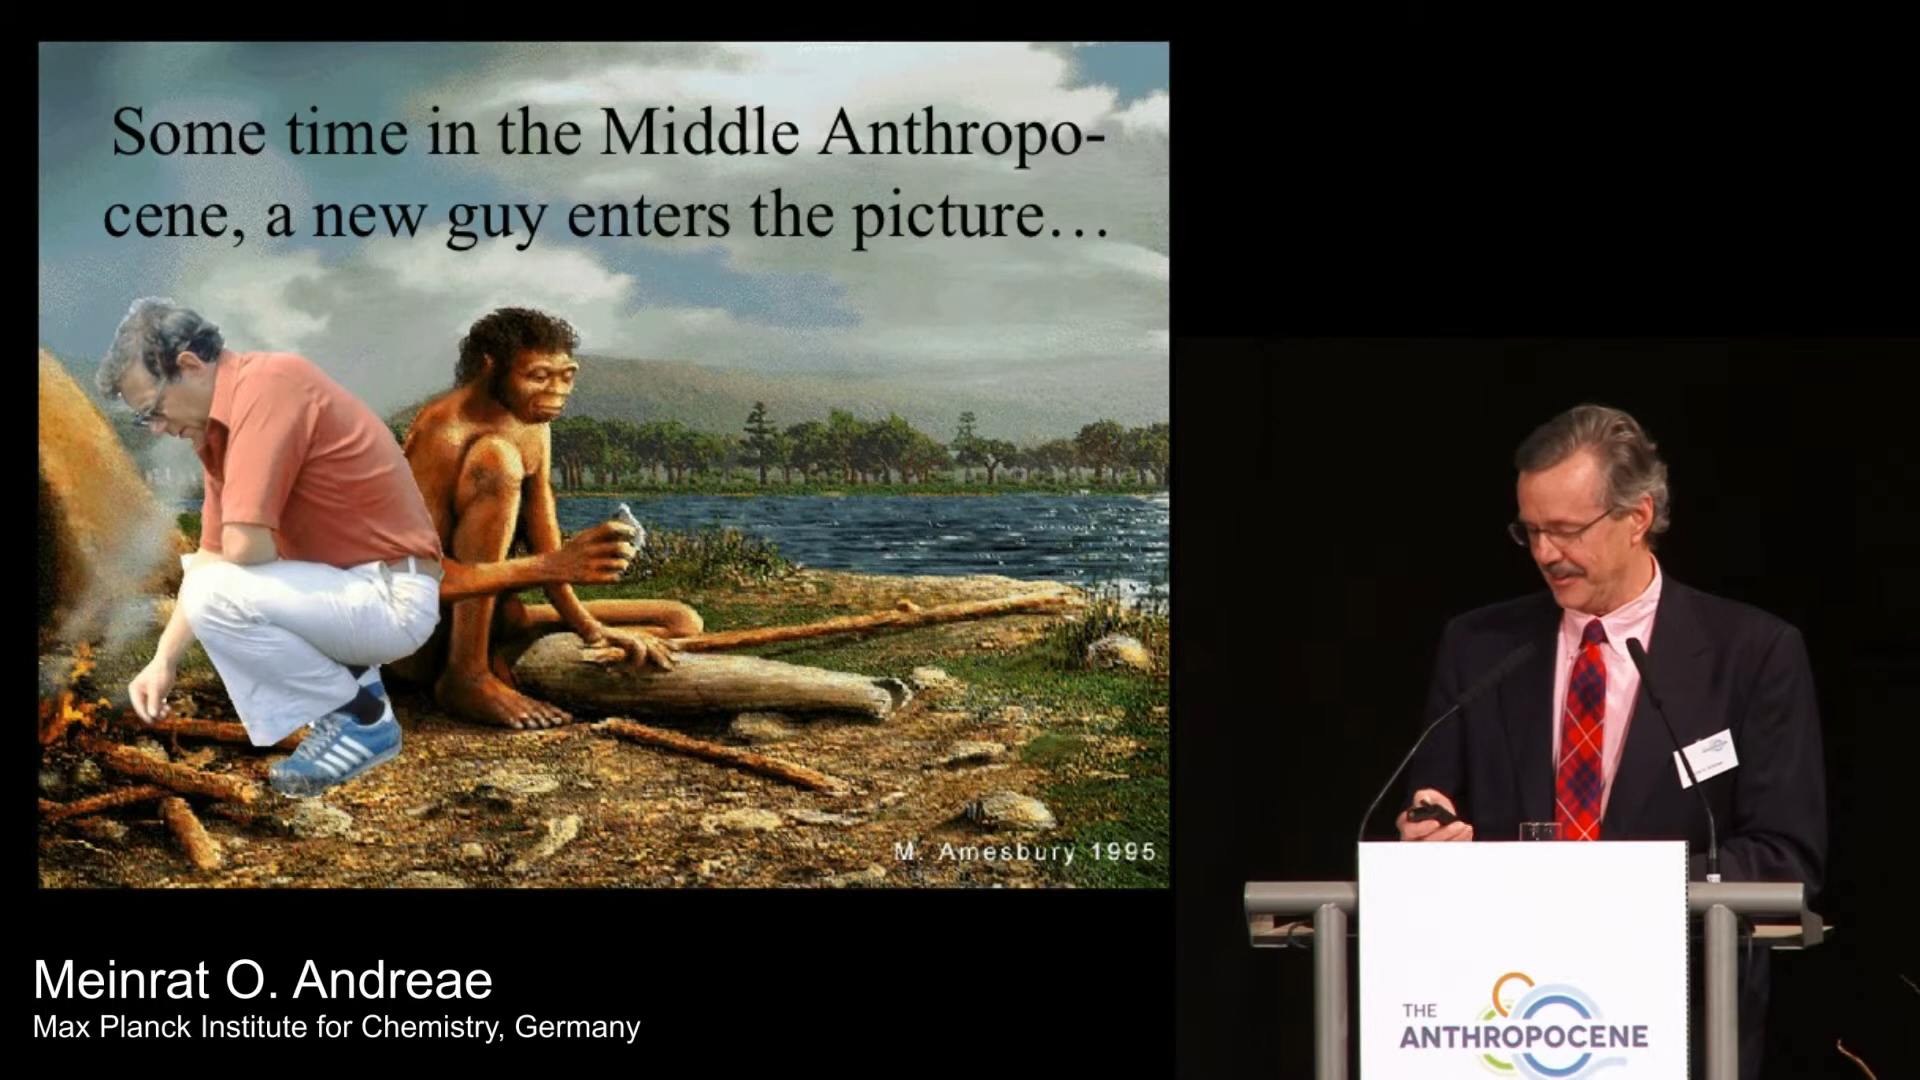 Some time in the Middle Anthropo-
cene, a new guy enters the picture…
M. Amesbury 1995
Meinrat O. Andreae
Max Planck Institute for Chemistry, Germany
THE
ANTHROPOCENE